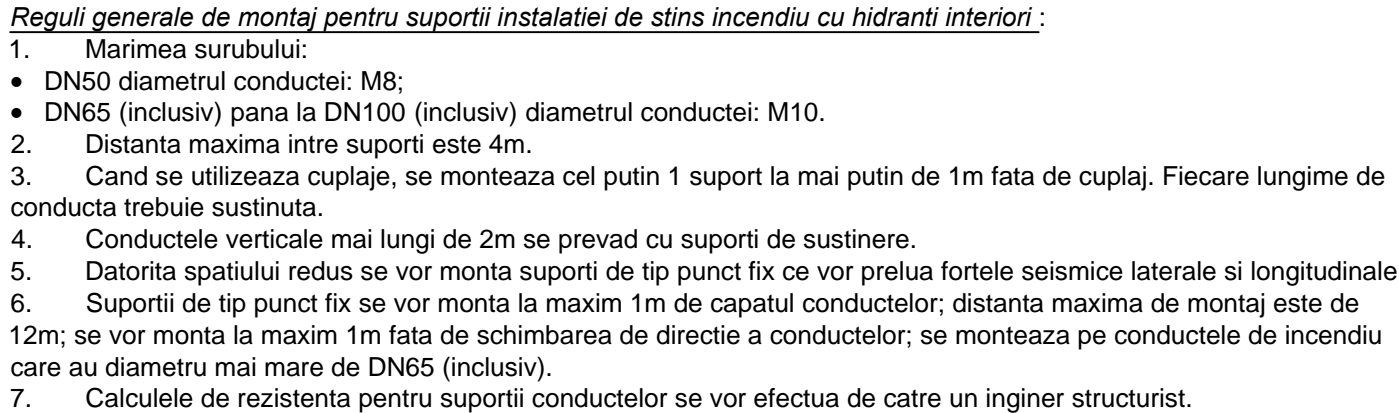 Reguli generale de montaj pentru suportii instalatiei de stins incendiu cu hidranti interiori :
1. Marimea surubului:
• DN50 diametrul conductei: M8;
• DN65 (inclusiv) pana la DN100 (inclusiv) diametrul conductei: M10.
2. Distanta maxima intre suporti este 4m.
3. Cand se utilizeaza cuplaje, se monteaza cel putin 1 suport la mai putin de 1m fata de cuplaj. Fiecare lungime de
conducta trebuie sustinuta.
4. Conductele verticale mai lungi de 2m se prevad cu suporti de sustinere.
5. Datorita spatiului redus se vor monta suporti de tip punct fix ce vor prelua fortele seismice laterale si longitudinale
6. Suportii de tip punct fix se vor monta la maxim 1m de capatul conductelor; distanta maxima de montaj este de
12m; se vor monta la maxim 1m fata de schimbarea de directie a conductelor; se monteaza pe conductele de incendiu
care au diametru mai mare de DN65 (inclusiv).
7. Calculele de rezistenta pentru suportii conductelor se vor efectua de catre un inginer structurist.